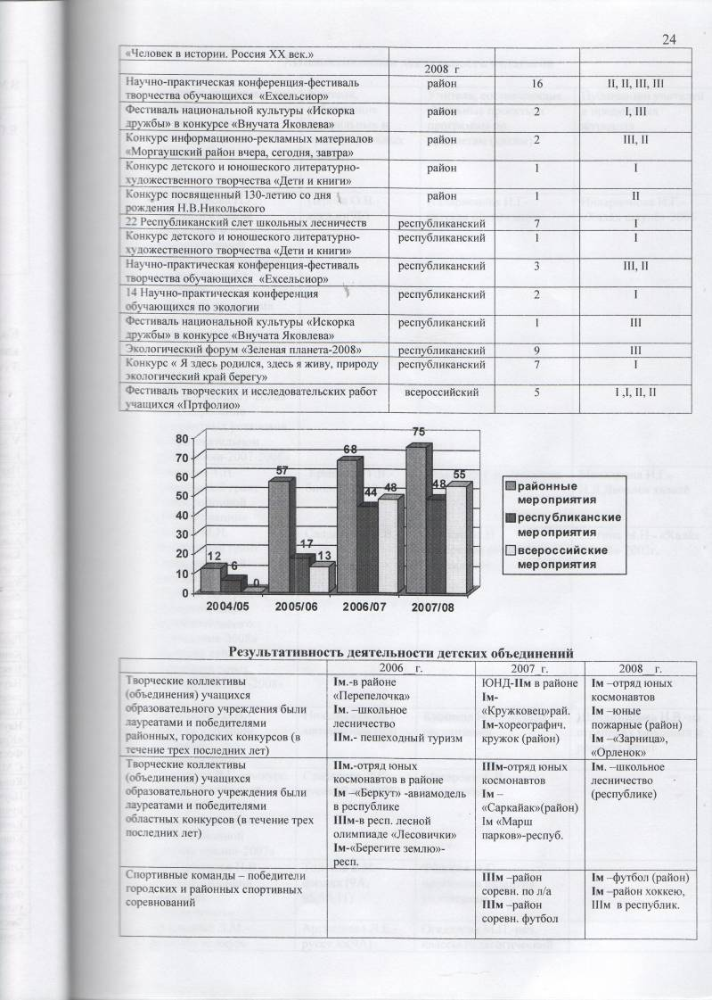 24
«Человек в истории. Россия XX век.»
2008 г
Научно-практическая конференция-фестиваль район 16 II, II, III, III
творчества обучающихся «Ехсельсиор»
Фестиваль национальной культуры «Искорка район 2 I, III
дружбы» в конкурсе «Внучата Яковлева»
Конкурс информационно-рекламных материалов район 2 III, II
«Моргаушский район вчера, сегодня, завтра»
Конкурс детского и юношеского литературно- район 1 I
художественного творчества «Дети и книги»
Конкурс посвященный 130-летию со дня район 1 II
рождения Н.В.Никольского
22 Республиканский слет школьных лесничеств республиканский 7 I
Конкурс детского и юношеского литературно- республиканский 1 I
художественного творчества «Дети и книги»
Научно-практическая конференция-фестиваль республиканский 3 III, II
творчества обучающихся «Ехсельсиор»
14 Научно-практическая конференция республиканский 2 I
обучающихся по экологии
Фестиваль национальной культуры «Искорка республиканский 1 III
дружбы» в конкурсе «Внучата Яковлева»
Экологический форум «Зеленая планета-2008» республиканский 9 III
Конкурс « Я здесь родился, здесь я живу, природу республиканский 7 I
экологический край берегу»
Фестиваль творческих и исследовательских работ всероссийский 5 I ,I, II, II
учащихся «Пртфолио»
80
70
60
50
40
30
20
10
0
12 6 0
57 17 13
68 44 48
75 48 55
2004/05 2005/06 2006/07 2007/08
районные
мероприятия
республиканские
мероприятия
всероссийские
мероприятия
Результативность деятельности детских объединений
2006 г. 2007 г. 2008 г.
Творческие коллективы
(объединения) учащихся
образовательного учреждения были
лауреатами и победителями
районных, городских конкурсов (в
течение трех последних лет)
Iм.-в районе
«Перепелочка»
Iм. –школьное
лесничество
IIм.- пешеходный туризм
ЮНД-IIм в районе
Iм-
«Кружковец»рай.
Iм-хореографич.
кружок (район)
Iм –отряд юных
космонавтов
Iм –юные
пожарные (район)
Iм –«Зарница»,
«Орленок»
Творческие коллективы
(объединения) учащихся
образовательного учреждения были
лауреатами и победителями
областных конкурсов (в течение трех
последних лет)
IIм.-отряд юных
космонавтов в районе
Iм –«Беркут» -авиамодель
в республике
IIIм-в респ. лесной
олимпиаде «Лесовички»
Iм-«Берегите землю»-
респ.
IIIм-отряд юных
космонавтов
Iм –
«Саркайак»(район)
Iм «Марш
парков»-респуб.
Iм. –школьное
лесничество
(республике)
Спортивные команды – победители
городских и районных спортивных
соревнований
IIIм –район
соревн. по л/а
IIIм –район
соревн. футбол
Iм –футбол (район)
Iм –район хоккею,
IIIм в республик.